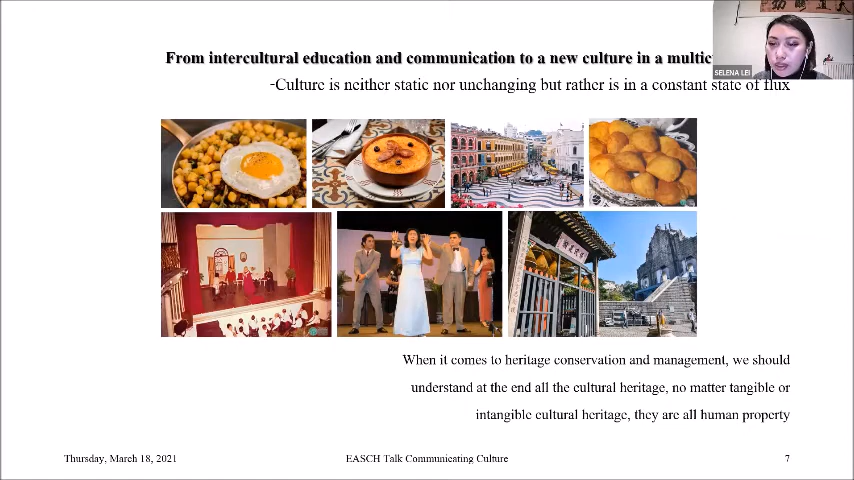 From intercultural education and communication to a new culture in a
SELENA LEI
-Culture is neither static nor unchanging but rather is in a constant state of flux
When it comes to heritage conservation and management, we should
understand at the end all the cultural heritage, no matter tangible or
intangible cultural heritage, they are all human property
Thursday, March 18, 2021
EASCH Talk Communicating Culture
7